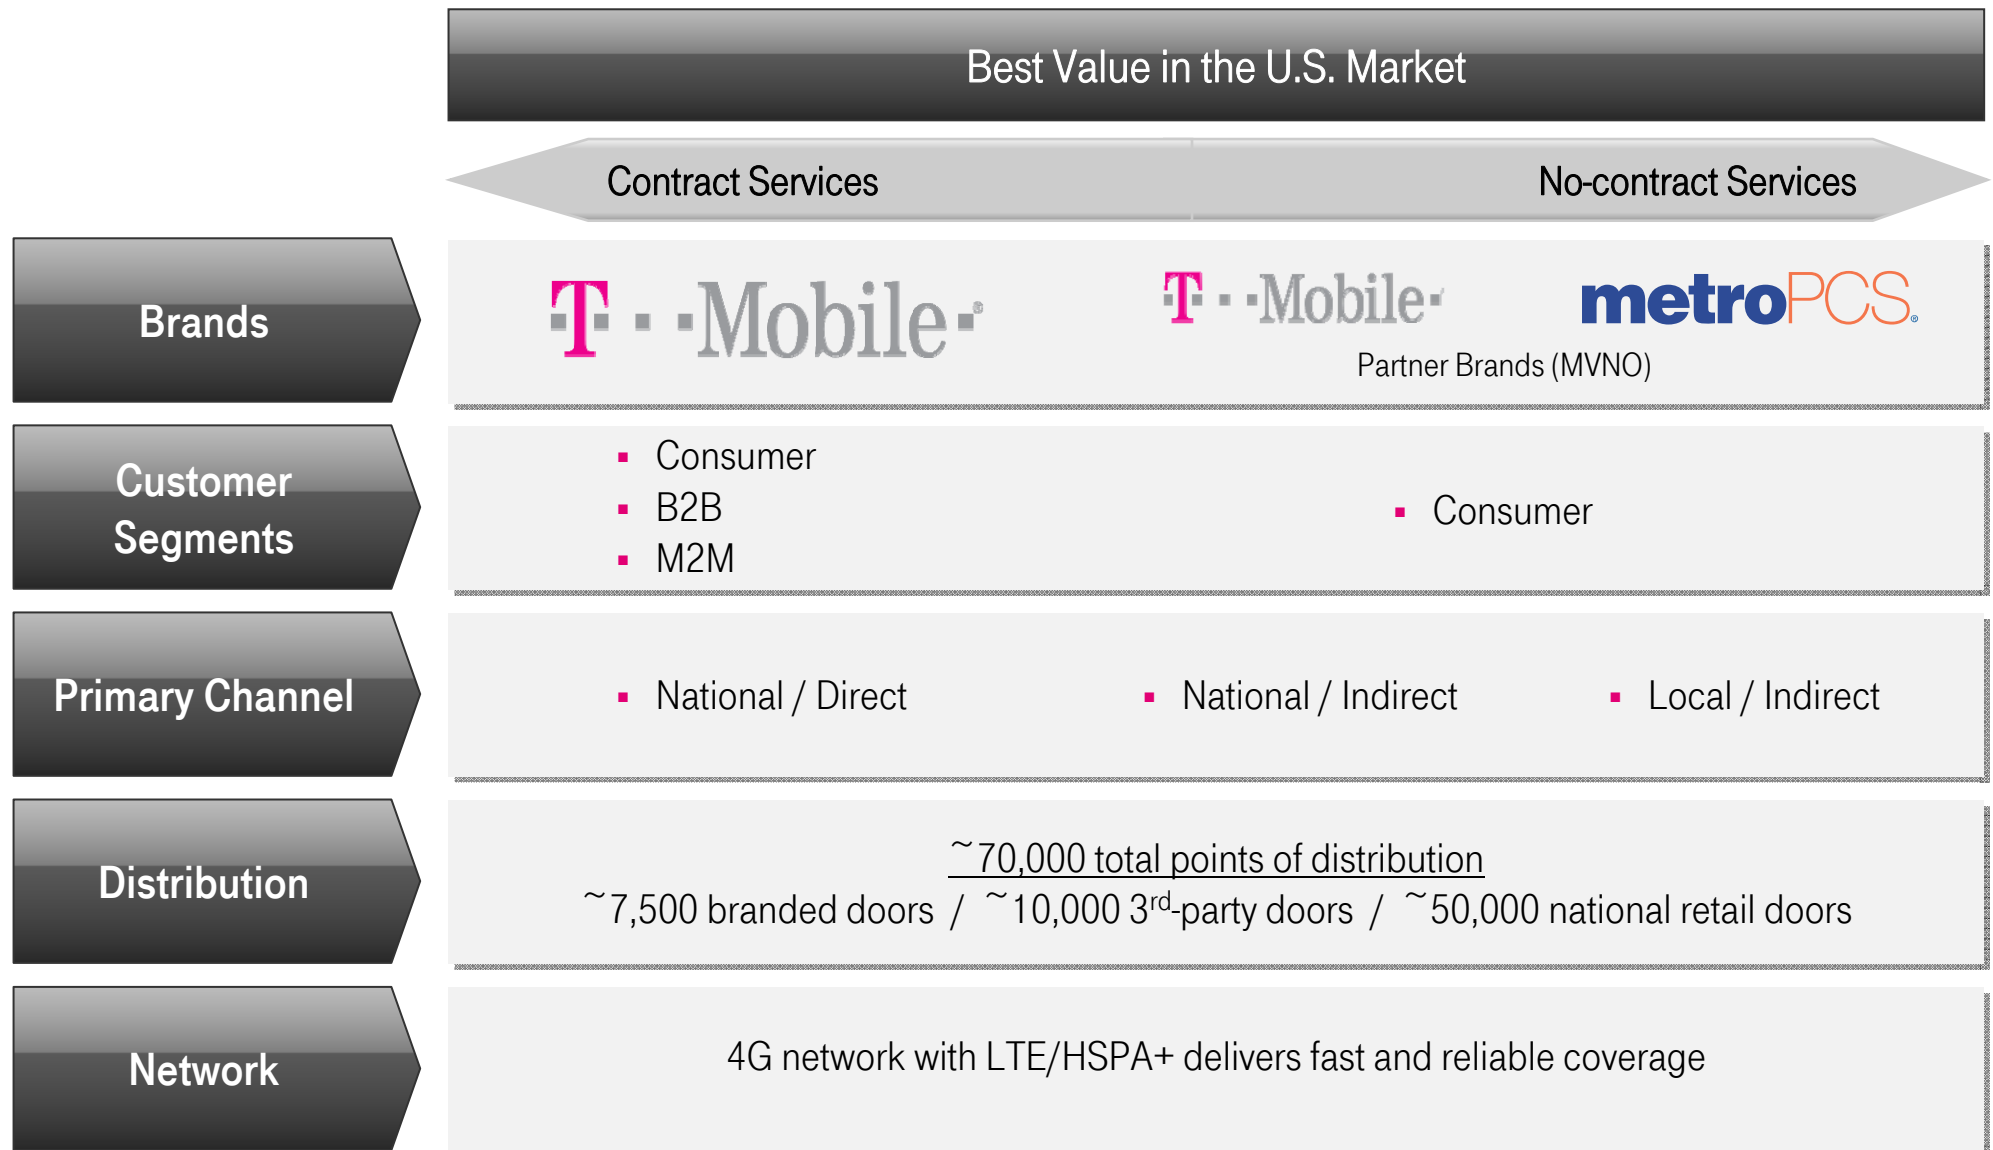 Best Value in the U.S. Market
Contract Services
No-contract Services
Brands
T··Mobile·®
T··Mobile·
metroPCS®
Partner Brands (MVNO)
Customer
Segments
▪ Consumer
▪ B2B
▪ M2M
▪ Consumer
Primary Channel
▪ National / Direct
▪ National / Indirect
▪ Local / Indirect
Distribution
~70,000 total points of distribution
~7,500 branded doors / ~10,000 3rd-party doors / ~50,000 national retail doors
Network
4G network with LTE/HSPA+ delivers fast and reliable coverage